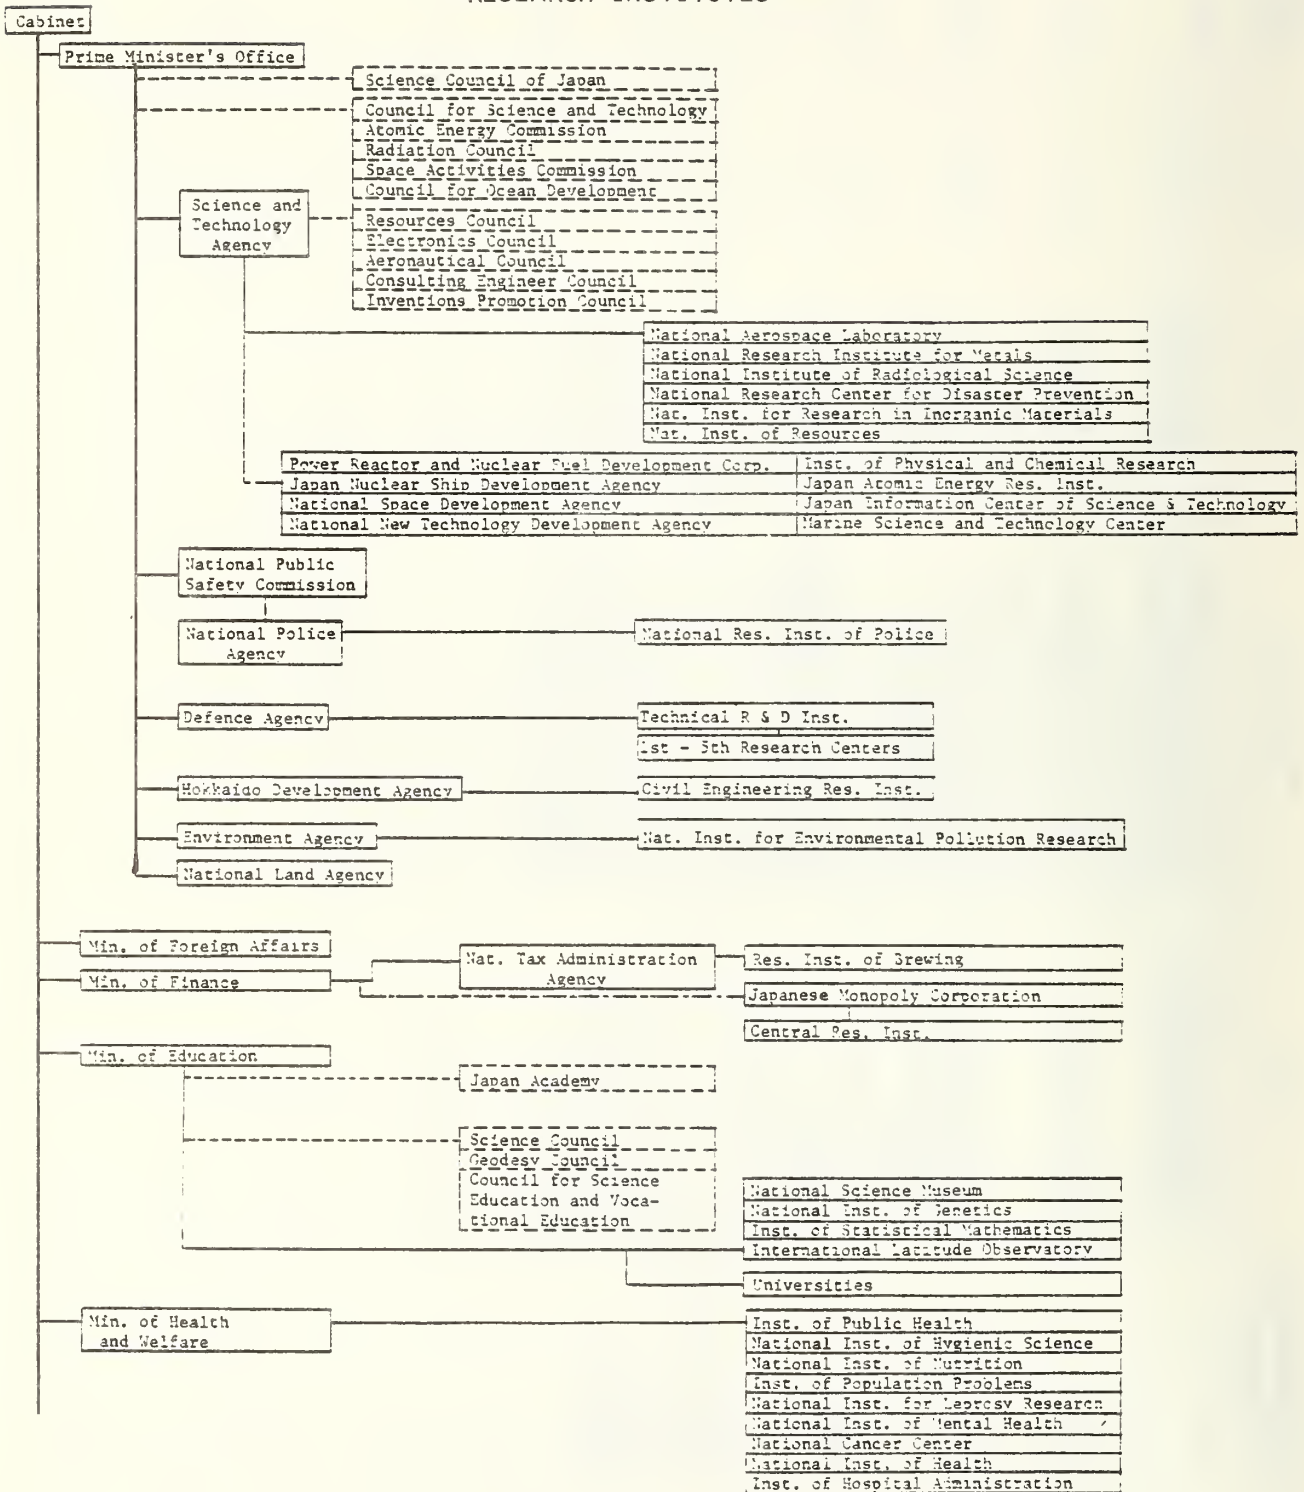 RESEARCH INSTITUTES
Cabinet
Prime Minister's Office
Science Council of Japan
Council for Science and Technology
Atomic Energy Commission
Radiation Council
Space Activities Commission
Council for Ocean Development
Science and
Technology
Agency
Resources Council
Electronics Council
Aeronautical Council
Consulting Engineer Council
Inventions Promotion Council
National Aerospace Laboratory
National Research Institute for Metals
National Institute of Radiological Science
National Research Center for Disaster Prevention
Nat. Inst. for Research in Inorganic Materials
Nat. Inst. of Resources
Power Reactor and Nuclear Fuel Development Corp.
Inst. of Physical and Chemical Research
Japan Nuclear Ship Development Agency
Japan Atomic Energy Res. Inst.
National Space Development Agency
Japan Information Center of Science & Technology
National New Technology Development Agency
Marine Science and Technology Center
National Public
Safety Commission
National Police
Agency
National Res. Inst. of Police
Defence Agency
Technical R & D Inst.
1st - 5th Research Centers
Hokkaido Development Agency
Civil Engineering Res. Inst.
Environment Agency
Nat. Inst. for Environmental Pollution Research
National Land Agency
Min. of Foreign Affairs
Min. of Finance
Nat. Tax Administration
Agency
Res. Inst. of Brewing
Japanese Monopoly Corporation
Central Res. Inst.
Min. of Education
Japan Academy
Science Council
Geodesy Council
Council for Science
Education and Voca-
tional Education
National Science Museum
National Inst. of Genetics
Inst. of Statistical Mathematics
International Latitude Observatory
Universities
Min. of Health
and Welfare
Inst. of Public Health
National Inst. of Hygienic Science
National Inst. of Nutrition
Inst. of Population Problems
National Inst. for Leprosy Research
National Inst. of Mental Health
National Cancer Center
National Inst. of Health
Inst. of Hospital Administration